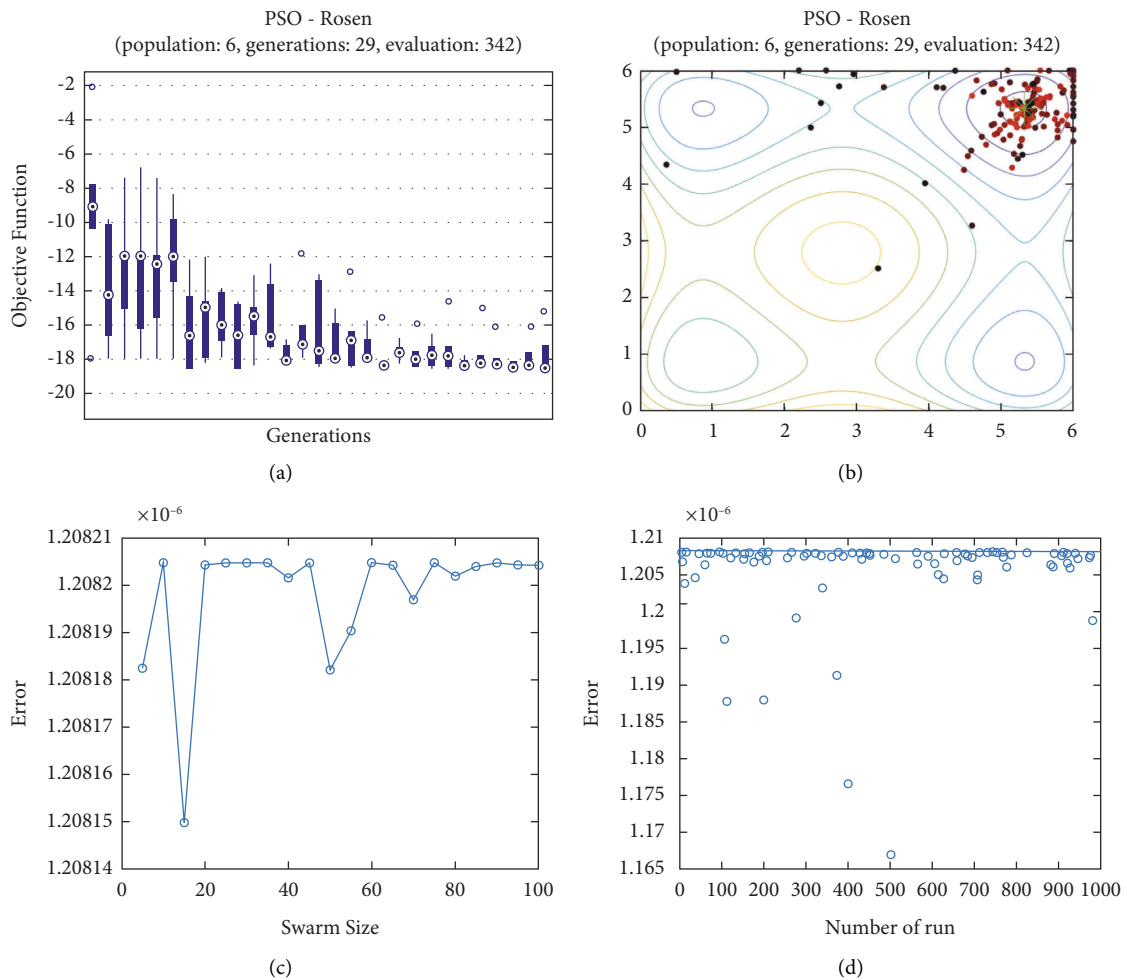 PSO - Rosen
(population: 6, generations: 29, evaluation: 342)
-2
-4
-6
-8
-10
-12
-14
-16
-18
-20
Objective Function
Generations
(a)
PSO - Rosen
(population: 6, generations: 29, evaluation: 342)
6
5
4
3
2
1
0
0 1 2 3 4 5 6
(b)
×10⁻⁶
1.20821
1.2082
1.20819
1.20818
1.20817
1.20816
1.20815
1.20814
Error
0 20 40 60 80 100
Swarm Size
(c)
×10⁻⁶
1.21
1.205
1.2
1.195
1.19
1.185
1.18
1.175
1.17
1.165
Error
0 100 200 300 400 500 600 700 800 900 1000
Number of run
(d)